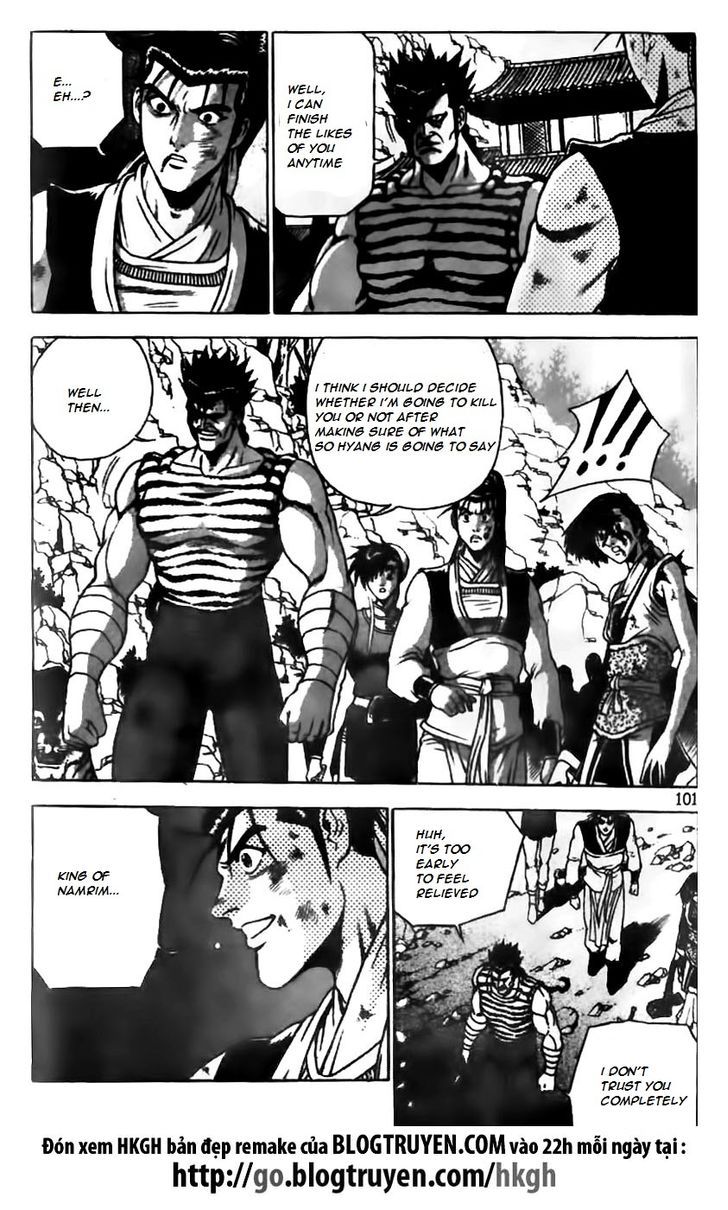 E...
EH...?
WELL,
I CAN
FINISH
THE LIKES
OF YOU
ANYTIME
WELL
THEN...
I THINK I SHOULD DECIDE
WHETHER I'M GOING TO KILL
YOU OR NOT AFTER
MAKING SURE OF WHAT
SO HYANG IS GOING TO SAY
!!!
101
KING OF
NAMRIM...
HUH,
IT'S TOO
EARLY
TO FEEL
RELIEVED
I DON'T
TRUST YOU
COMPLETELY
Đón xem HKGH bản đẹp remake của BLOGTRUYEN.COM vào 22h mỗi ngày tại :
http://go.blogtruyen.com/hkgh